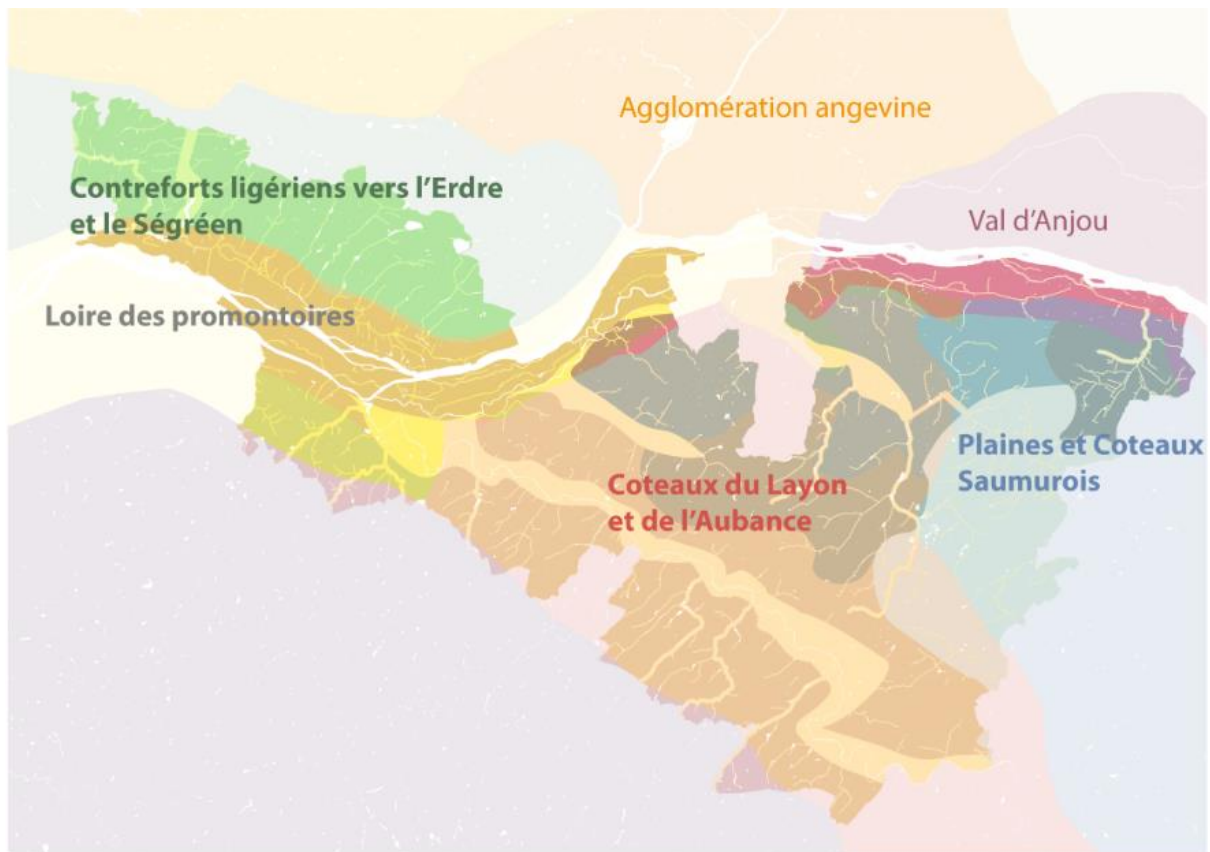 Agglomération angevine
Contreforts ligériens vers l'Erdre
et le Ségréen
Val d'Anjou
Loire des promontoires
Plaines et Coteaux
Saumurois
Coteaux du Layon
et de l'Aubance